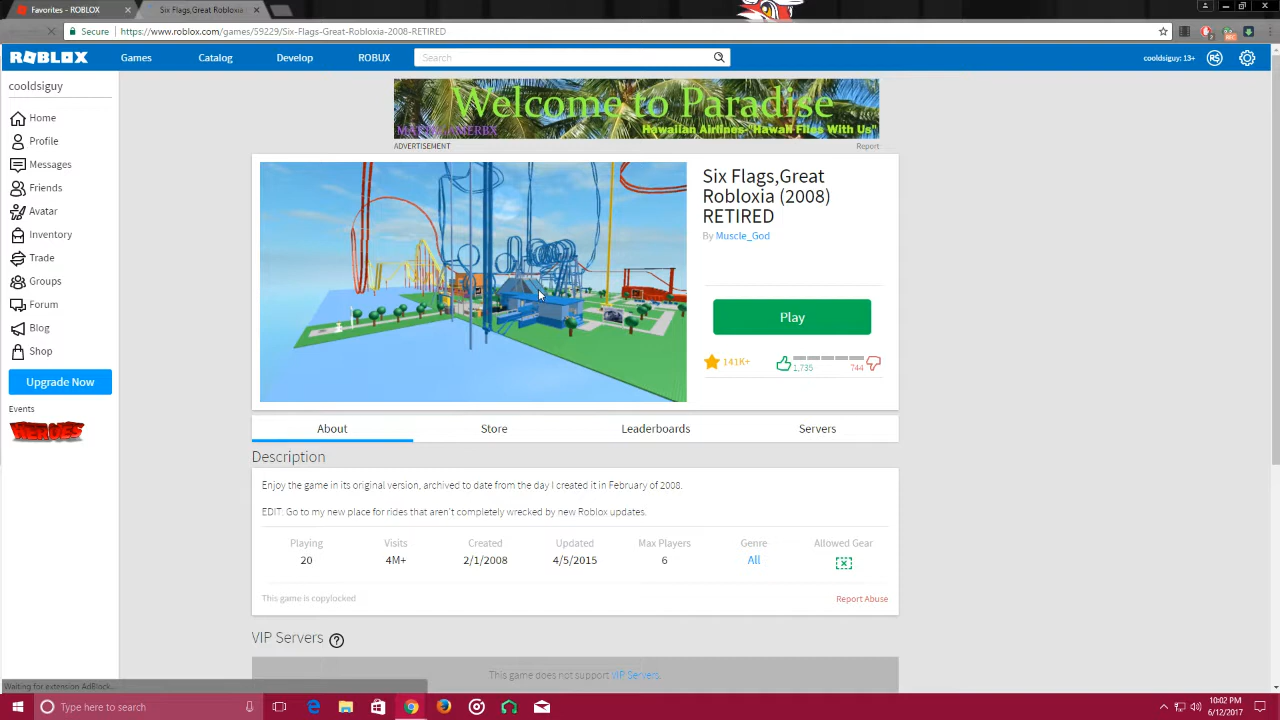 Favorites - ROBLOX
Six Flags,Great Robloxia
Secure
https://www.roblox.com/games/59229/Six-Flags-Great-Robloxia-2008-RETIRED
ROBLOX
Games
Catalog
Develop
ROBUX
Search
cooldsiguy: 13+
R$
cooldsiguy
Home
Profile
Messages
Friends
Avatar
Inventory
Trade
Groups
Forum
Blog
Shop
Upgrade Now
Events
HEROES
Welcome to Paradise
Hawaiian Airlines-"Hawaii Flies With Us"
ADVERTISEMENT
Report
Six Flags,Great
Robloxia (2008)
RETIRED
By Muscle_God
Play
141K+
1,735
744
About
Store
Leaderboards
Servers
Description
Enjoy the game in its original version, archived to date from the day I created it in February of 2008.
EDIT: Go to my new place for rides that aren't completely wrecked by new Roblox updates.
Playing
Visits
Created
Updated
Max Players
Genre
Allowed Gear
20
4M+
2/1/2008
4/5/2015
6
All
This game is copylocked
Report Abuse
VIP Servers
This game does not support VIP Servers.
Waiting for extension AdBlock...
Type here to search
10:02 PM
6/12/2017